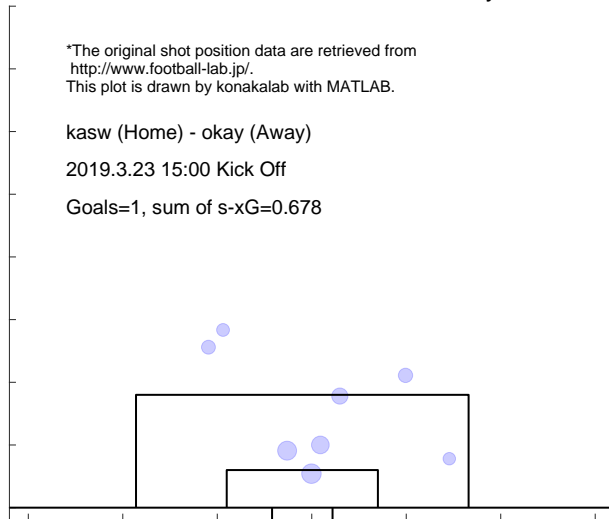 *The original shot position data are retrieved from
http://www.football-lab.jp/.
This plot is drawn by konakalab with MATLAB.
kasw (Home) - okay (Away)
2019.3.23 15:00 Kick Off
Goals=1, sum of s-xG=0.678